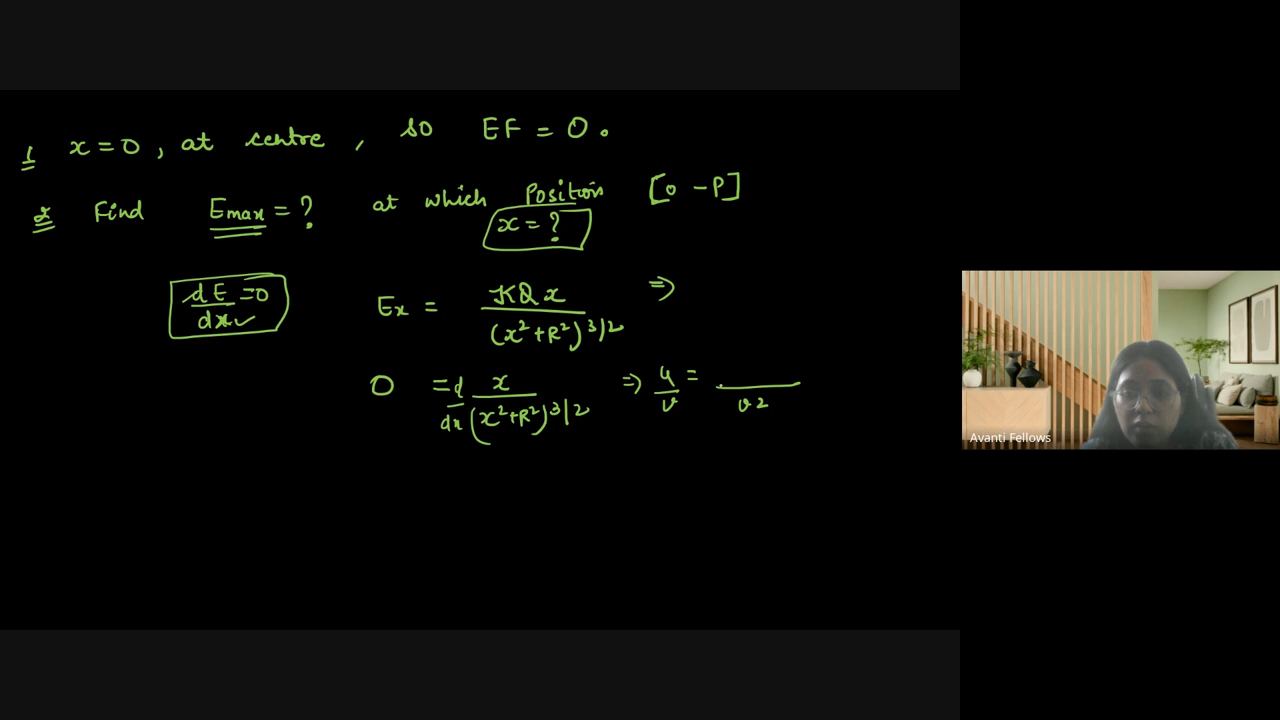 1 x = 0, at centre, so EF = 0.
2 Find Emax = ? at which Position [0 - P]
x = ?
dE/dx = 0 Ex = KQx/(x²+R²)^3/2 ⇒
0 = d/dx x/(x²+R²)^3/2 ⇒ u/v = —/v2
Avanti Fellows